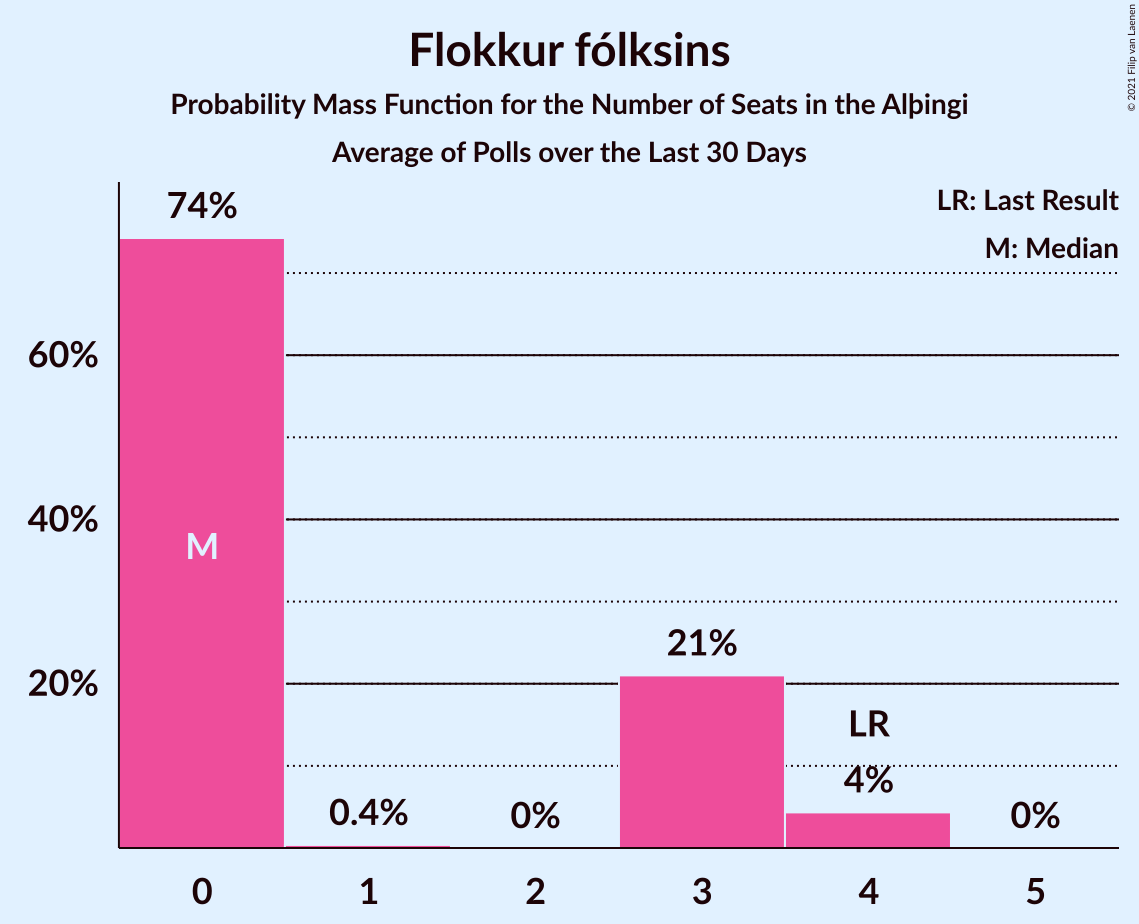 Flokkur fólksins
Probability Mass Function for the Number of Seats in the Alþingi
Average of Polls over the Last 30 Days
© 2021 Filip van Laenen
LR: Last Result
M: Median
74%
60%
40%
20%
M
0.4%
0%
21%
LR
4%
0%
0 1 2 3 4 5